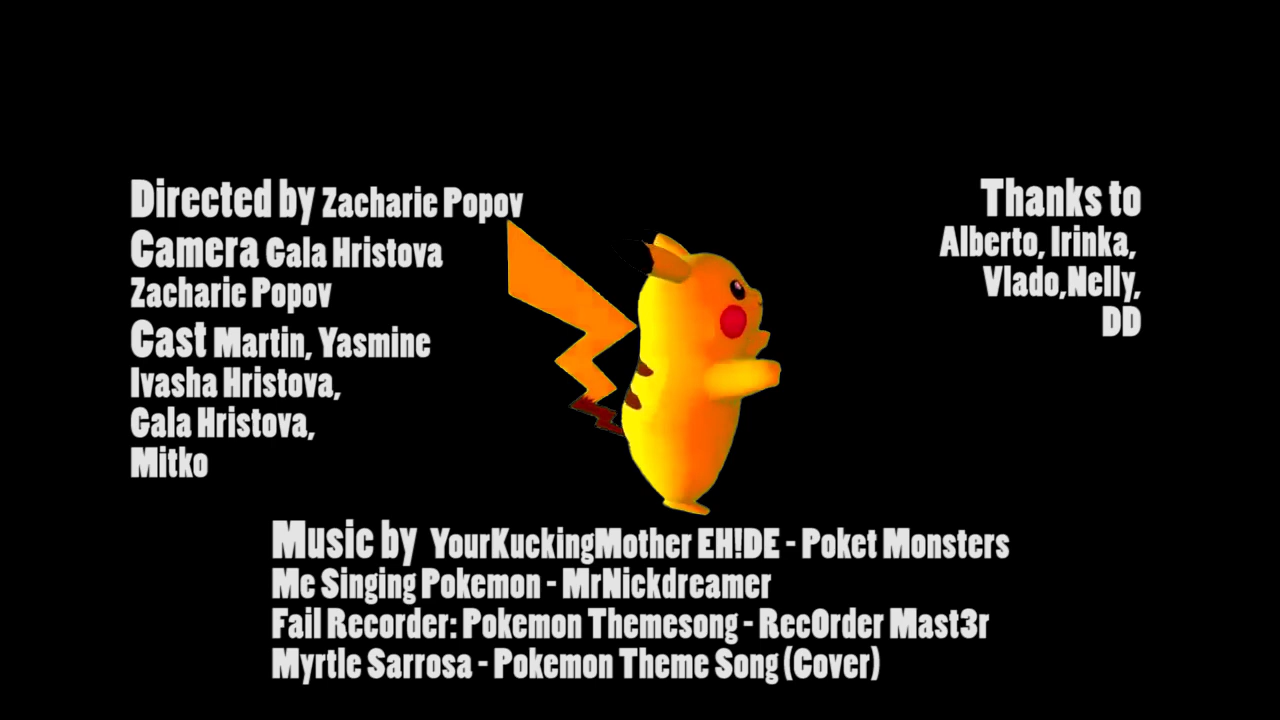 Directed by Zacharie Popov
Camera Gala Hristova
Zacharie Popov
Cast Martin, Yasmine
Ivasha Hristova,
Gala Hristova,
Mitko
Thanks to
Alberto, Irinka,
Vlado,Nelly,
DD
Music by YourKuckingMother EH!DE - Poket Monsters
Me Singing Pokemon - MrNickdreamer
Fail Recorder: Pokemon Themesong - RecOrder Mast3r
Myrtle Sarrosa - Pokemon Theme Song (Cover)